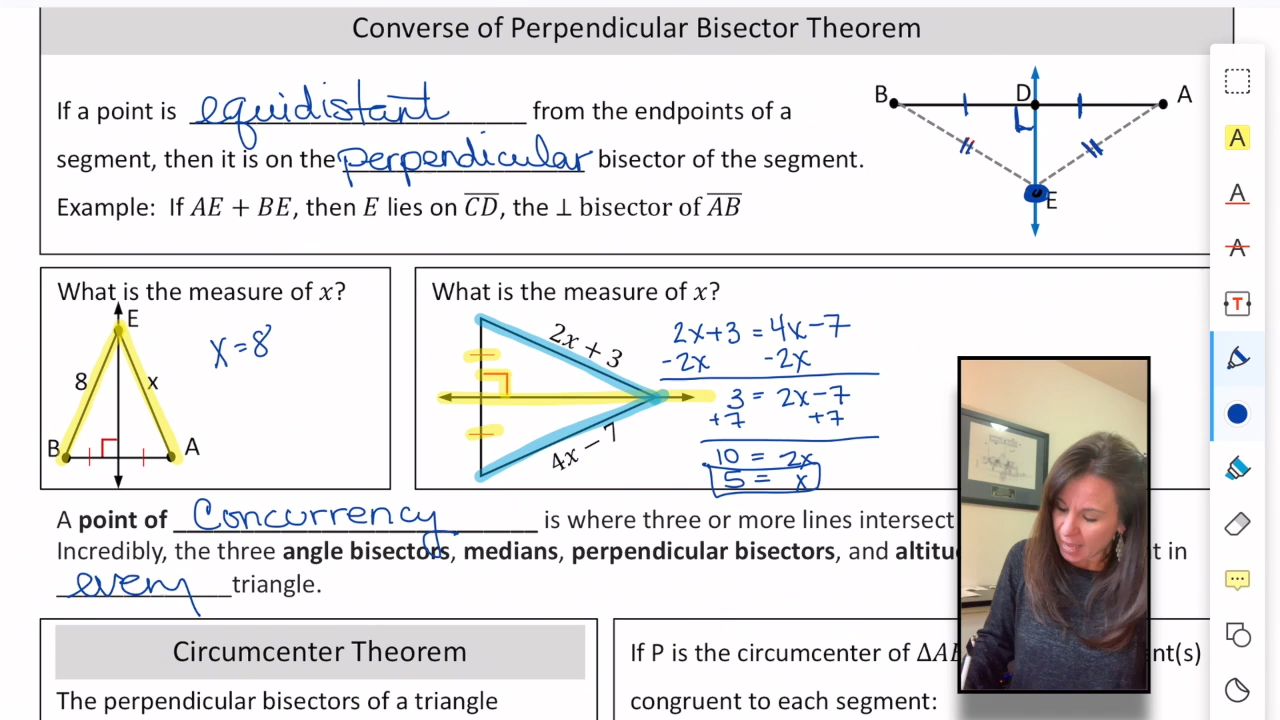 Converse of Perpendicular Bisector Theorem
If a point is equidistant from the endpoints of a
segment, then it is on the perpendicular bisector of the segment.
Example: If AE + BE, then E lies on C̅D̅, the ⊥ bisector of A̅B̅
B D A
E
What is the measure of x?
E
8 x
B A
x=8
What is the measure of x?
2x + 3
4x − 7
2x+3 = 4x-7
-2x -2x
3 = 2x-7
+7 +7
10 = 2x
5 = x
A point of Concurrency is where three or more lines intersect
Incredibly, the three angle bisectors, medians, perpendicular bisectors, and t in
every triangle.
Circumcenter Theorem
The perpendicular bisectors of a triangle
If P is the circumcenter of nt(s)
congruent to each segment:
A
A
A
T